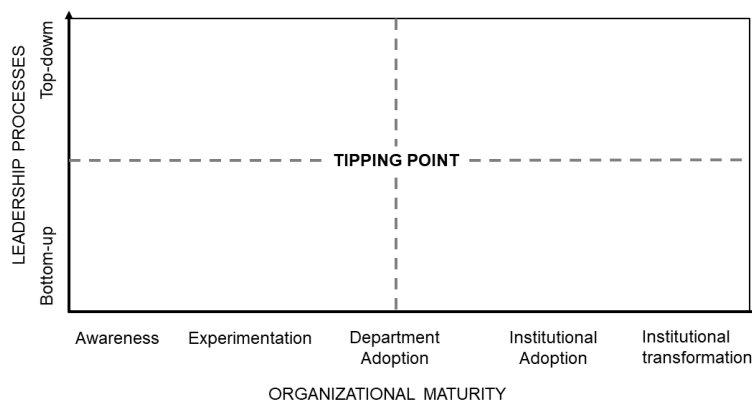 LEADERSHIP PROCESSES
Top-dowm
Bottom-up
TIPPING POINT
Awareness
Experimentation
Department
Adoption
Institutional
Adoption
Institutional
transformation
ORGANIZATIONAL MATURITY